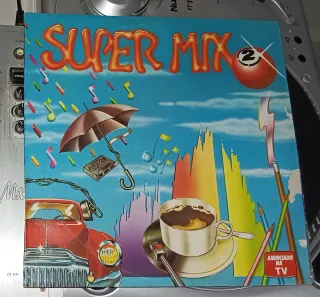 SUPER MIX 2
ANUNCIADO
NA
TV